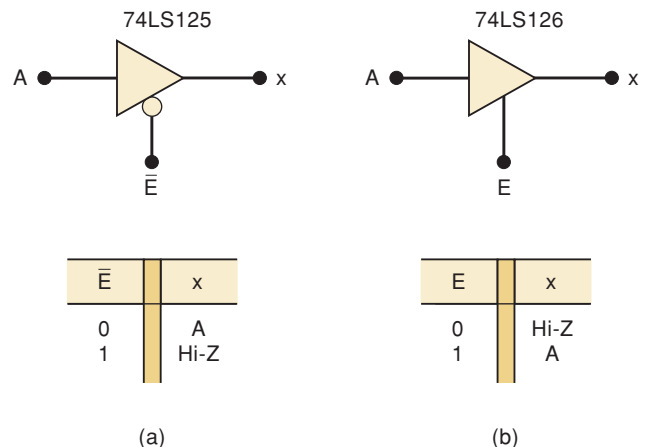 74LS125
74LS126
A
x
A
x
E̅
E
E̅ x
0 A
1 Hi-Z
E x
0 Hi-Z
1 A
(a)
(b)